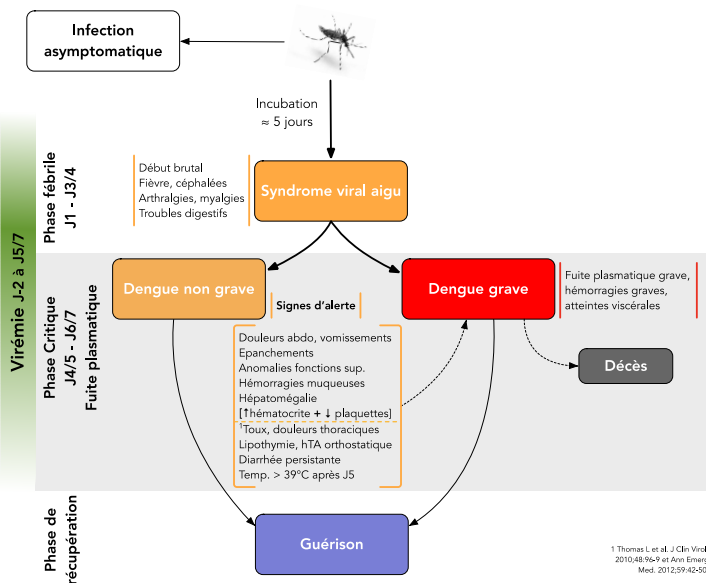 Infection
asymptomatique
Incubation
≈ 5 jours
Virémie J-2 à J5/7
Phase fébrile
J1 - J3/4
Début brutal
Fièvre, céphalées
Arthralgies, myalgies
Troubles digestifs
Syndrome viral aigu
Phase Critique
J4/5 - J6/7
Fuite plasmatique
Dengue non grave
Dengue grave
Fuite plasmatique grave,
hémorragies graves,
atteintes viscérales
Signes d'alerte
Douleurs abdo, vomissements
Epanchements
Anomalies fonctions sup.
Hémorragies muqueuses
Hépatomégalie
[↑hématocrite + ↓ plaquettes]
¹Toux, douleurs thoraciques
Lipothymie, hTA orthostatique
Diarrhée persistante
Temp. > 39°C après J5
Décès
Phase de
récupération
Guérison
1 Thomas L et al. J Clin Virol
2010;48:96-9 et Ann Emerg
Med. 2012;59:42-50